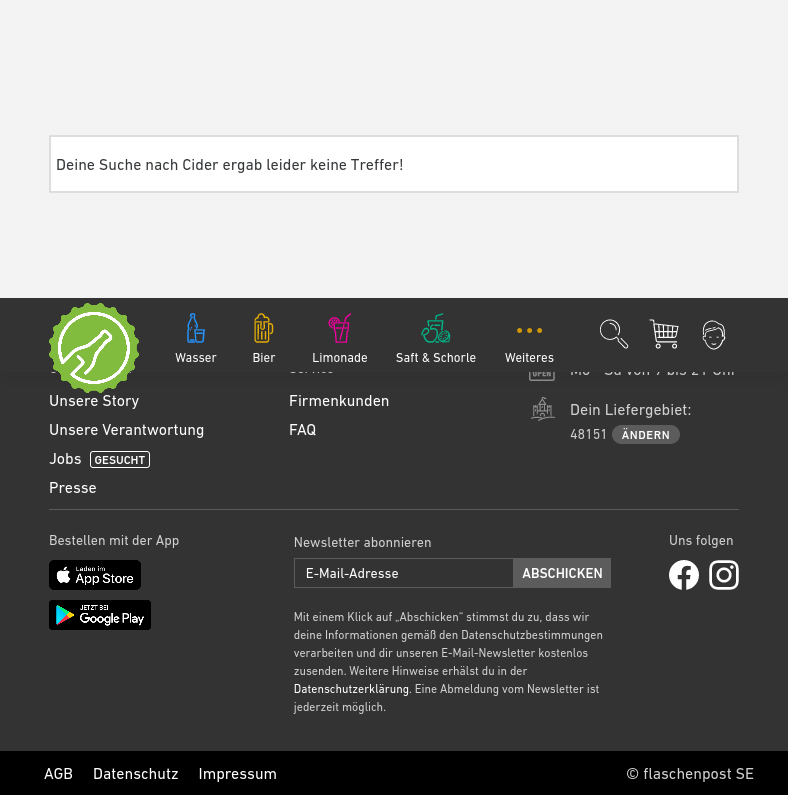 Deine Suche nach Cider ergab leider keine Treffer!
Wasser
Bier
Limonade
Saft & Schorle
Weiteres
OPEN
Mo - Sa von 9 bis 21 Uhr
Unsere Story
Firmenkunden
Dein Liefergebiet:
Unsere Verantwortung
FAQ
48151 ÄNDERN
Jobs GESUCHT
Presse
Bestellen mit der App
Laden im
App Store
JETZT BEI
Google Play
Newsletter abonnieren
E-Mail-Adresse
ABSCHICKEN
Mit einem Klick auf „Abschicken“ stimmst du zu, dass wir
deine Informationen gemäß den Datenschutzbestimmungen
verarbeiten und dir unseren E-Mail-Newsletter kostenlos
zusenden. Weitere Hinweise erhälst du in der
Datenschutzerklärung. Eine Abmeldung vom Newsletter ist
jederzeit möglich.
Uns folgen
AGB
Datenschutz
Impressum
© flaschenpost SE